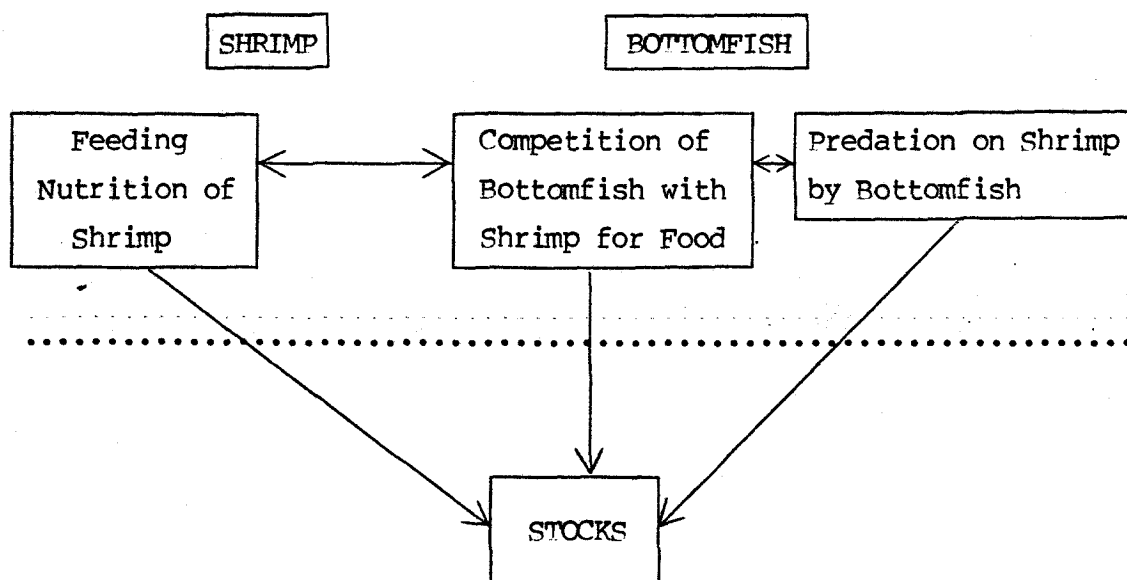 SHRIMP
BOTTOMFISH
Feeding
Nutrition of
Shrimp
Competition of
Bottomfish with
Shrimp for Food
Predation on Shrimp
by Bottomfish
STOCKS